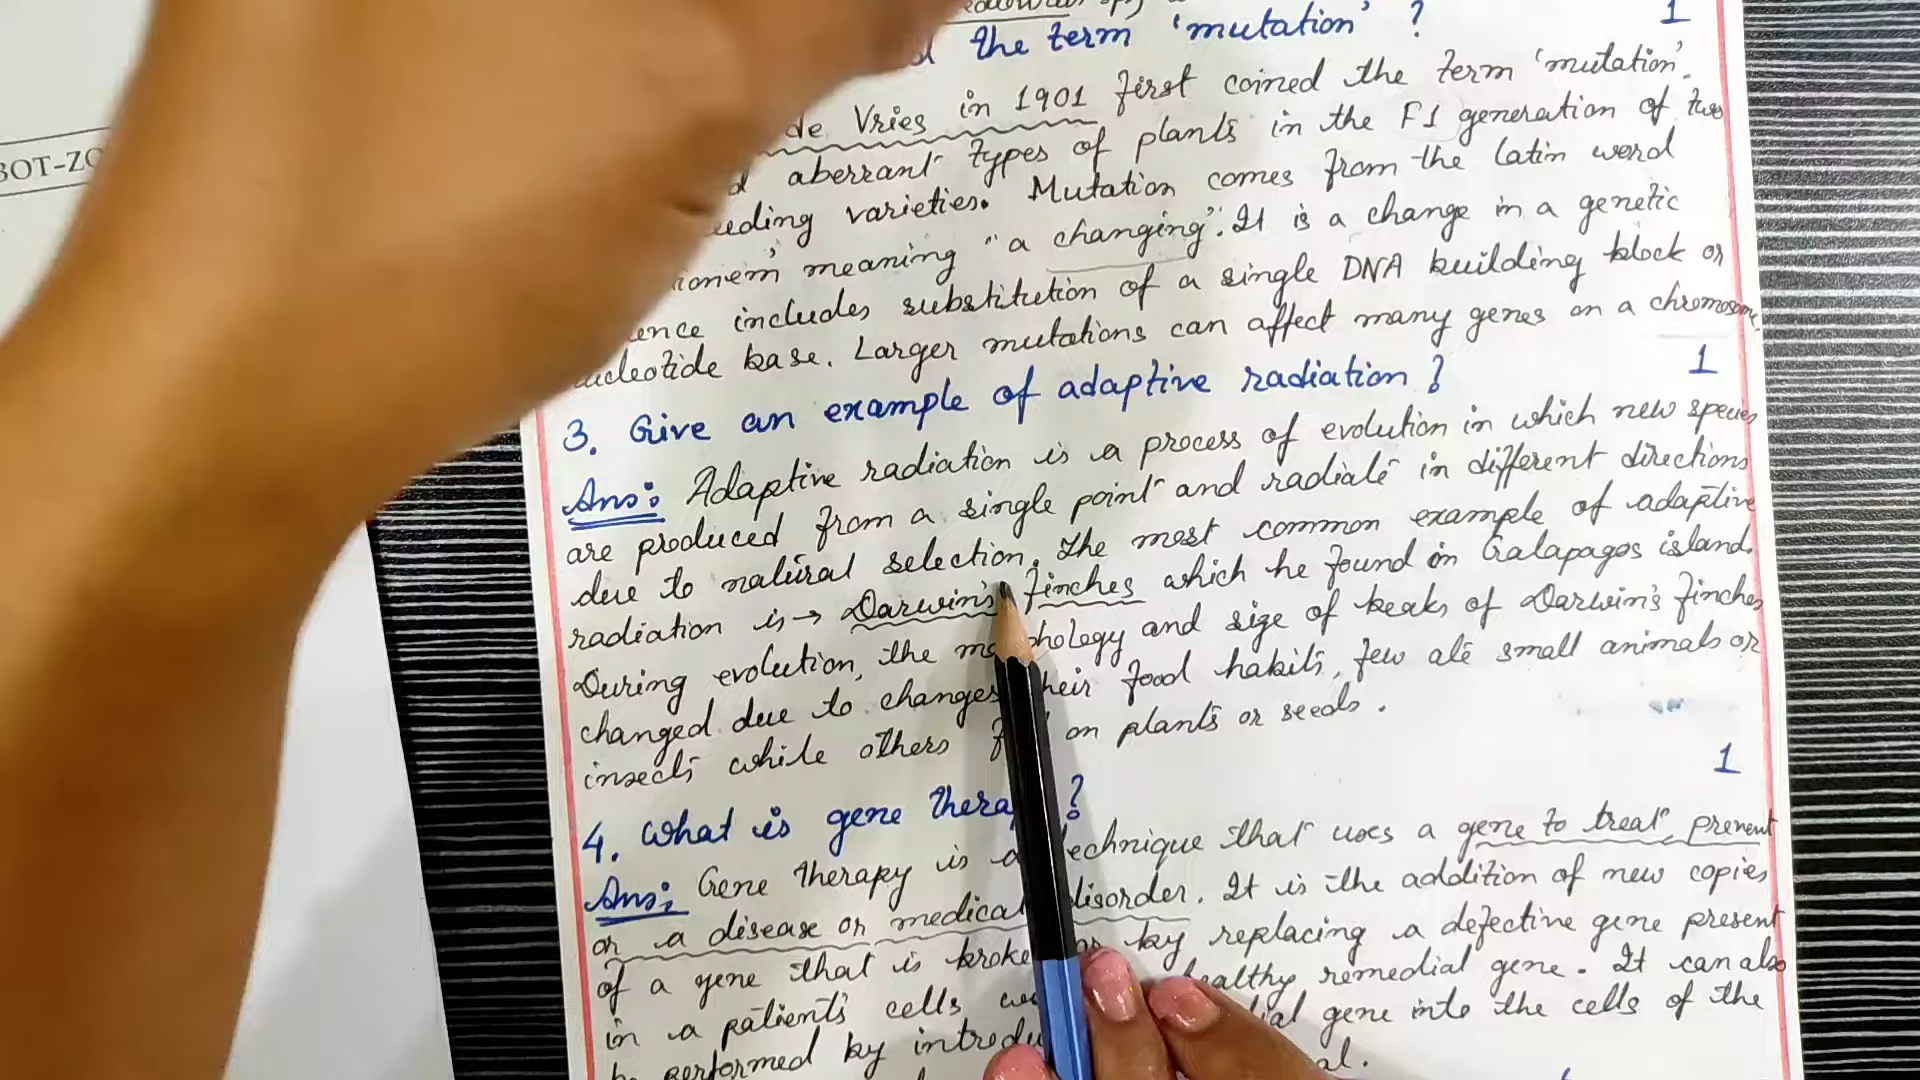 the term 'mutation' ? 1
de Vries in 1901 first coined the term 'mutation'.
aberrant types of plants in the F1 generation of two
varieties. Mutation comes from the latin word
meaning "a changing". It is a change in a genetic
includes substitution of a single DNA building block or
base. Larger mutations can affect many genes on a chromosome.
3. Give an example of adaptive radiation ? 1
Ans: Adaptive radiation is a process of evolution in which new species
are produced from a single point and radiate in different directions
due to natural selection. The most common example of adaptive
radiation is → Darwin's finches which he found in Galapagos island.
During evolution, the and size of beaks of Darwin's finches
changed due to changes food habits, few ate small animals or
insects while others on plants or seeds.
4. What is gene ? 1
Ans: Gene therapy is a technique that uses a gene to treat, prevent
or a disease or medical disorder. It is the addition of new copies
of a gene that is by replacing a defective gene present
in a patient's cells healthy remedial gene. It can also
performed by gene into the cells of the
BOT-ZO